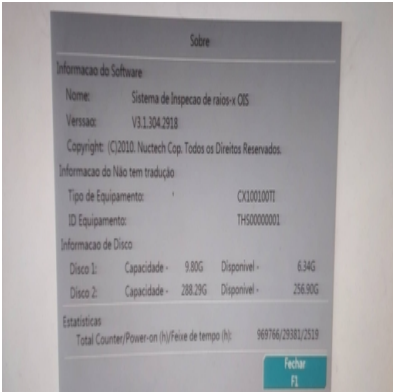 Sobre
Informacao do Software
Nome: Sistema de Inspecao de raios-x OIS
Verssao: V3.1.304.2918
Copyright: (C)2010. Nuctech Cop. Todos os Direitos Reservados.
Informacao do Não tem tradução
Tipo de Equipamento: CX100100TI
ID Equipamento: THS00000001
Informacao de Disco
Disco 1: Capacidade - 9.80G Disponivel - 6.34G
Disco 2: Capacidade - 288.29G Disponivel - 256.90G
Estatisticas
Total Counter/Power-on (h)/Feixe de tempo (h): 969766/29381/2519
Fechar
F1